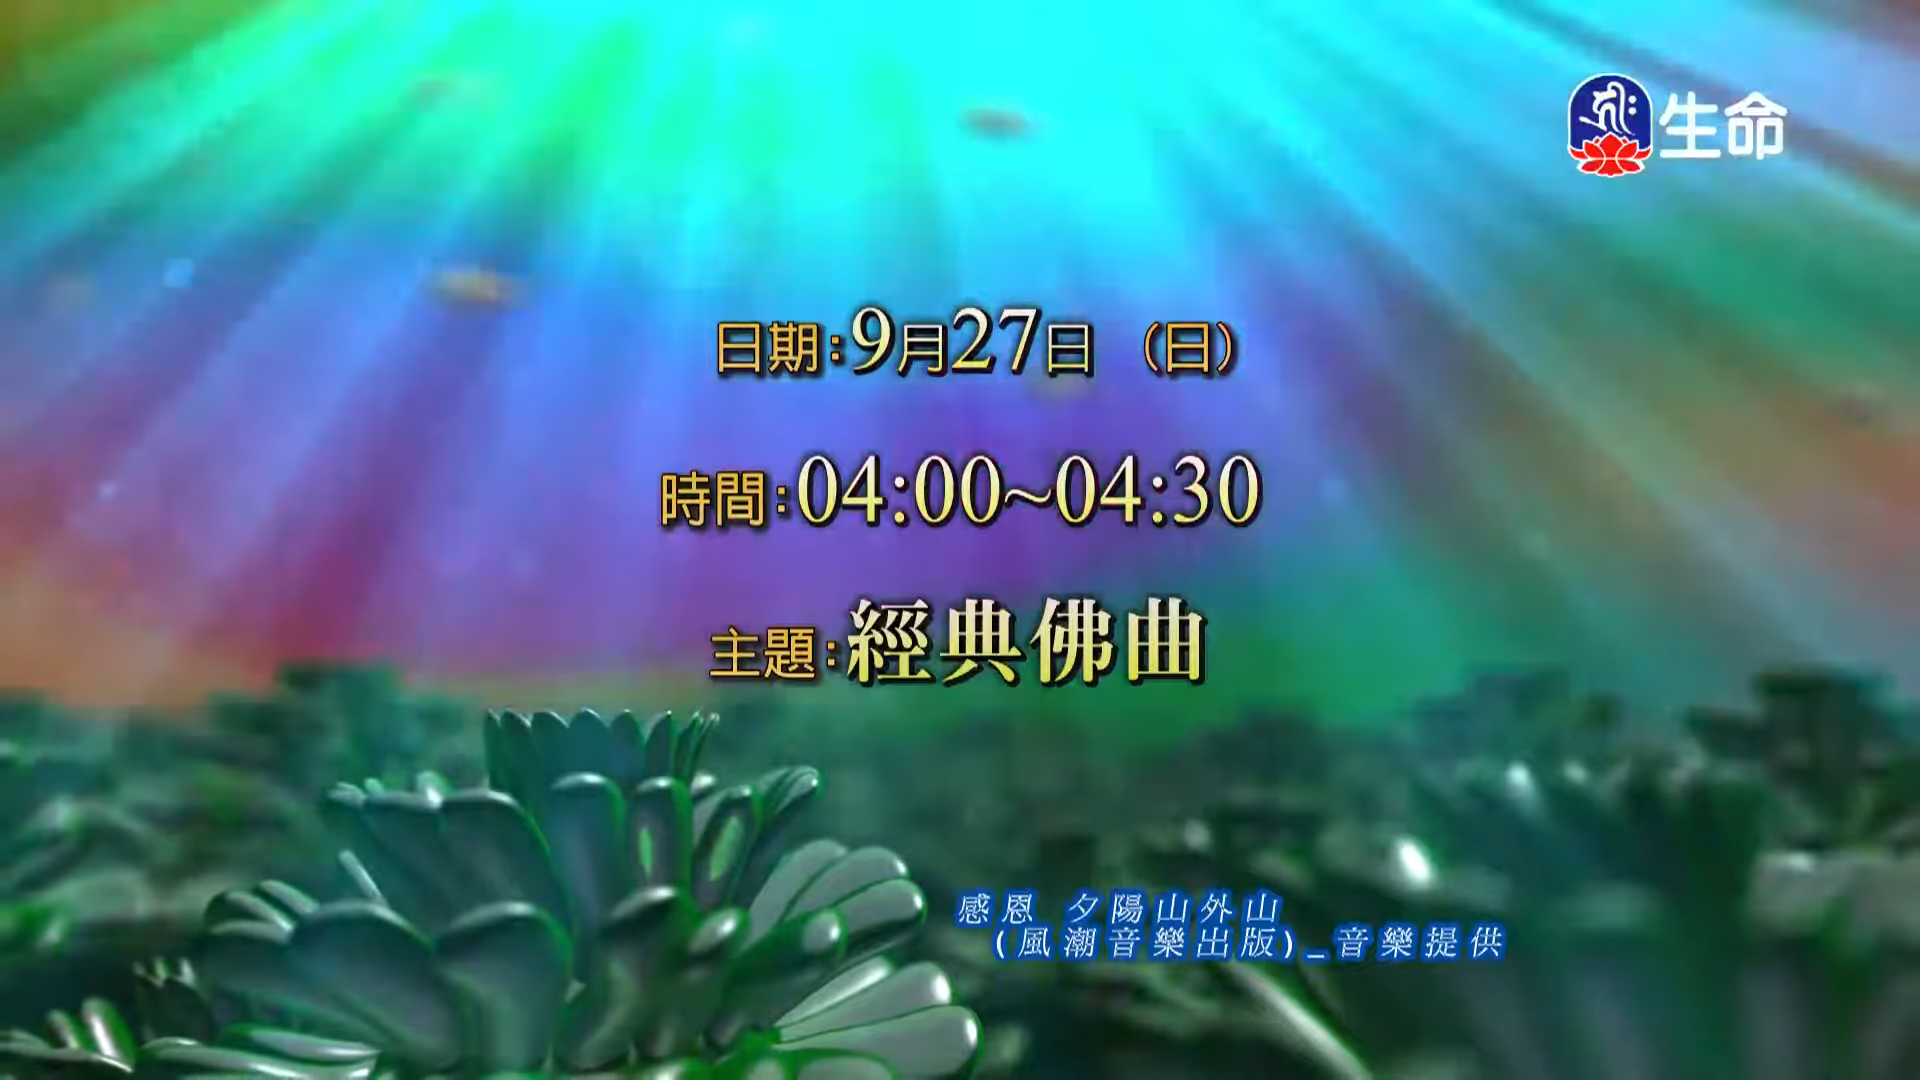 生命
日期:9月27日 (日)
時間:04:00~04:30
主題:經典佛曲
感恩 夕陽山外山
(風潮音樂出版)_音樂提供